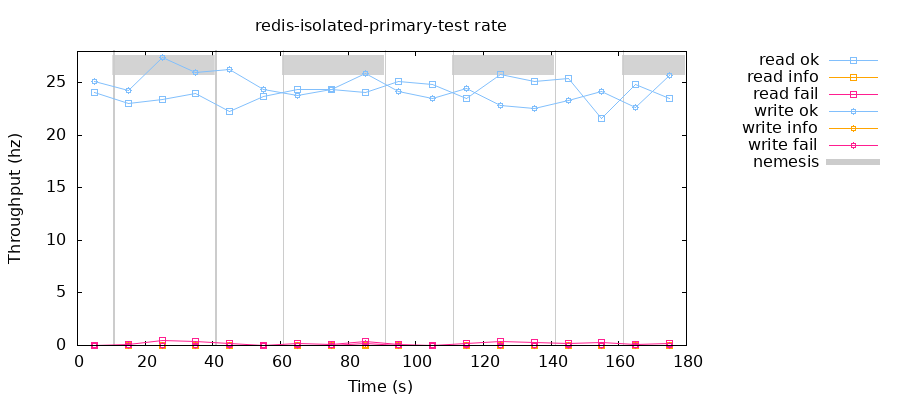 redis-isolated-primary-test rate
Throughput (hz)
25
20
15
10
5
0
0 20 40 60 80 100 120 140 160 180
Time (s)
read ok
read info
read fail
write ok
write info
write fail
nemesis